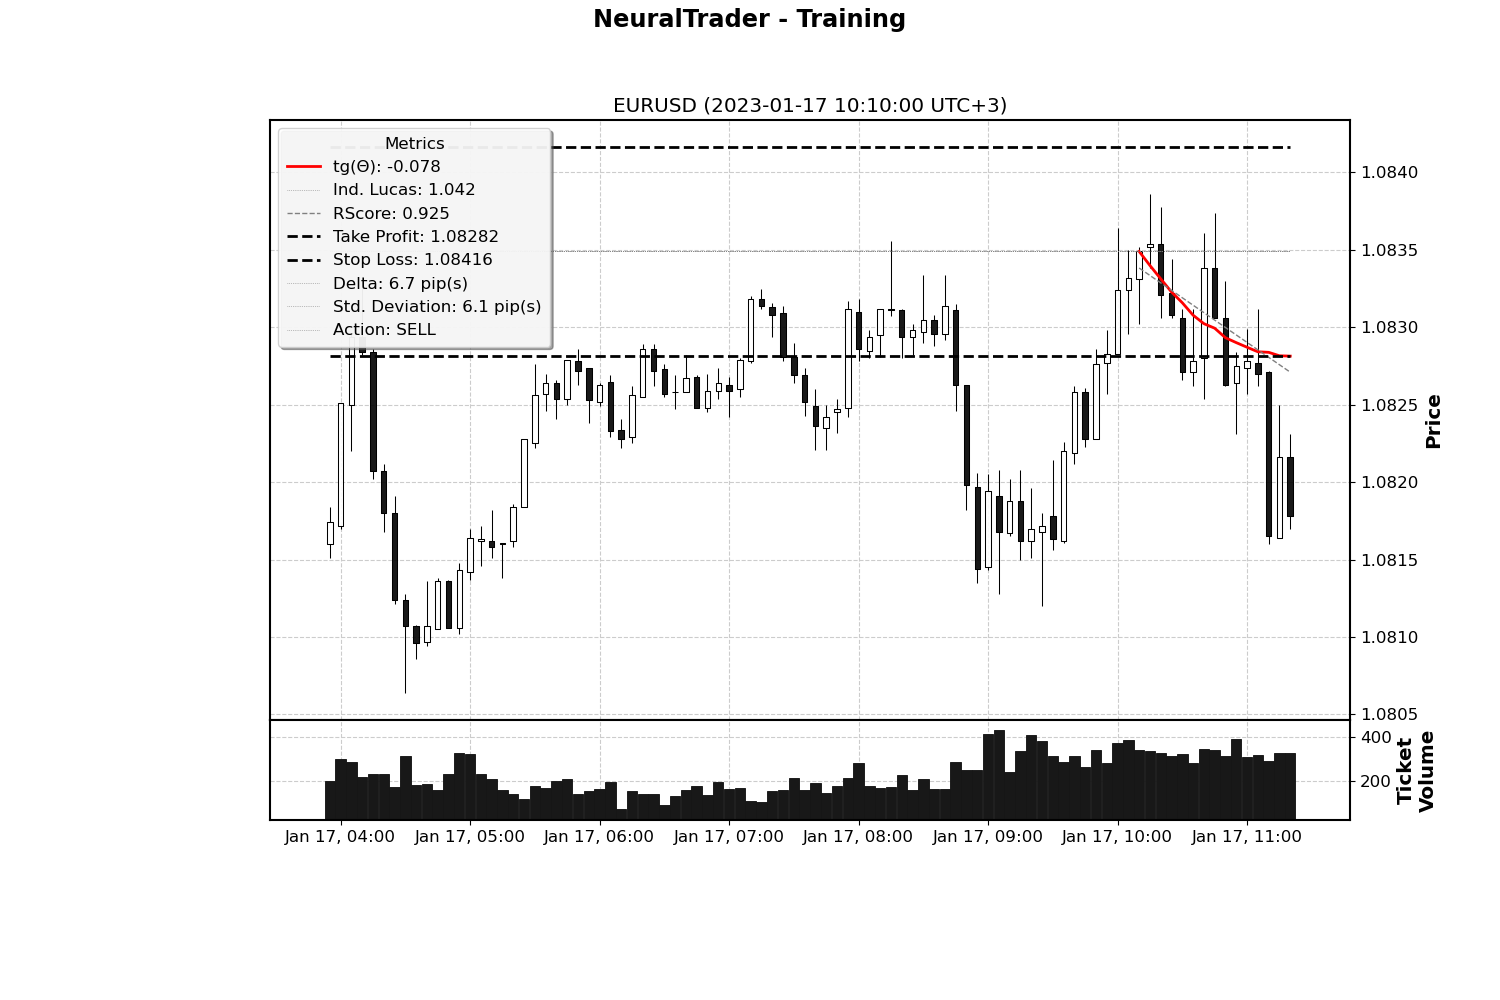 NeuralTrader - Training
EURUSD (2023-01-17 10:10:00 UTC+3)
Metrics
tg(Θ): -0.078
Ind. Lucas: 1.042
RScore: 0.925
Take Profit: 1.08282
Stop Loss: 1.08416
Delta: 6.7 pip(s)
Std. Deviation: 6.1 pip(s)
Action: SELL
1.0840
1.0835
1.0830
1.0825
1.0820
1.0815
1.0810
1.0805
Price
400
200
Ticket
Volume
Jan 17, 04:00
Jan 17, 05:00
Jan 17, 06:00
Jan 17, 07:00
Jan 17, 08:00
Jan 17, 09:00
Jan 17, 10:00
Jan 17, 11:00